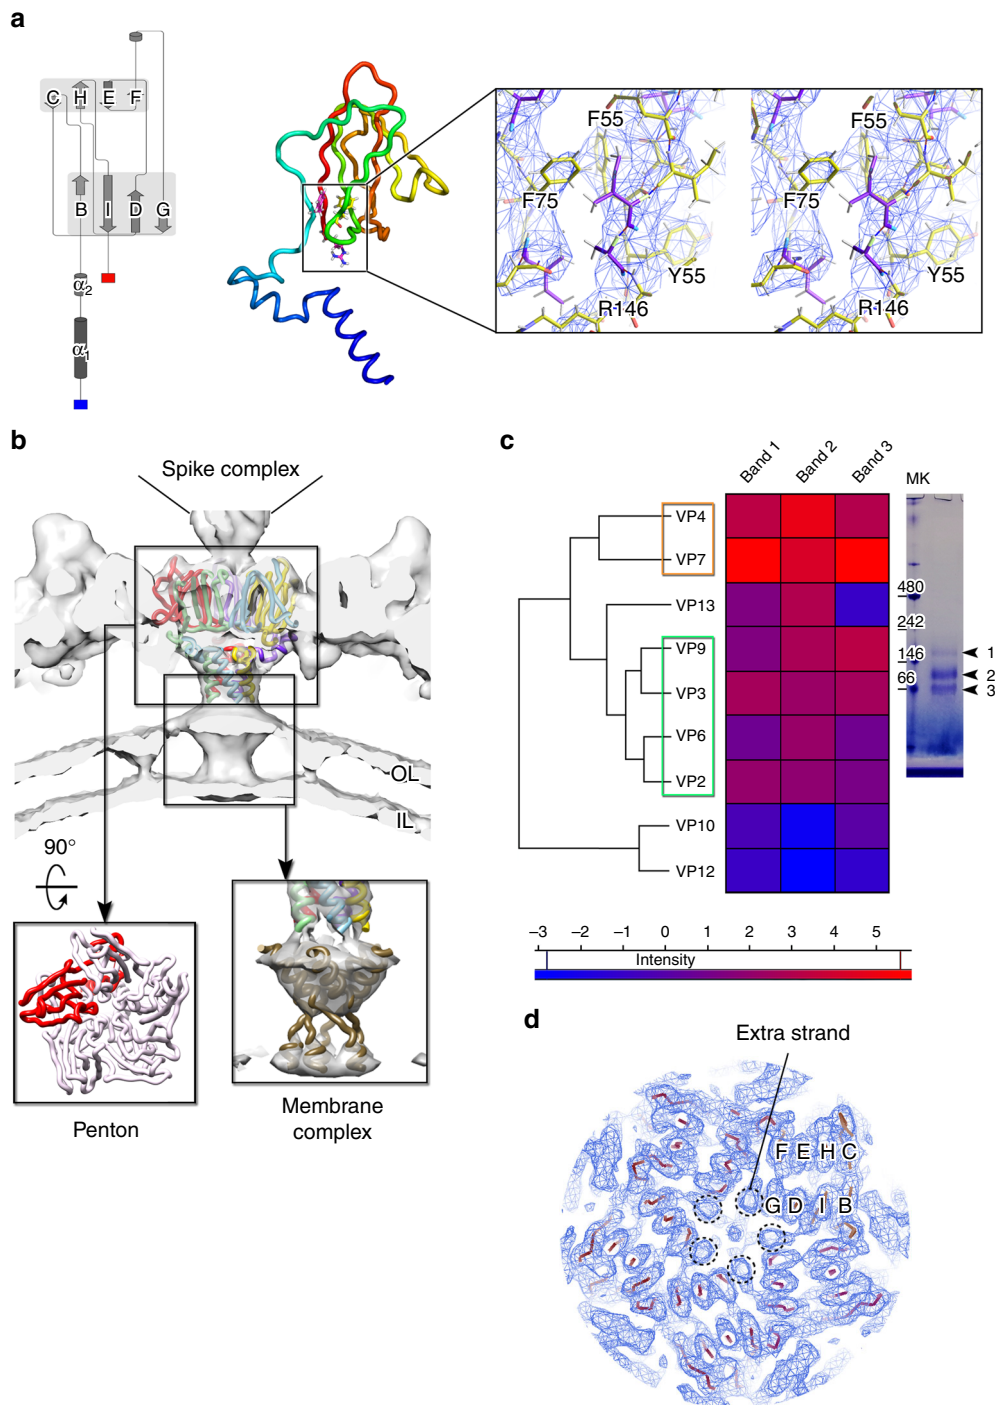 a
C H E F
B I D G
α2
α1
F55
F75
Y55
R146
F55
F75
Y55
R146
b
Spike complex
OL
IL
90°
Penton
Membrane
complex
c
Band 1
Band 2
Band 3
MK
VP4
VP7
VP13
VP9
VP3
VP6
VP2
VP10
VP12
480
242
146
66
1
2
3
−3 −2 −1 0 1 2 3 4 5
Intensity
d
Extra strand
F E H C
G D I B